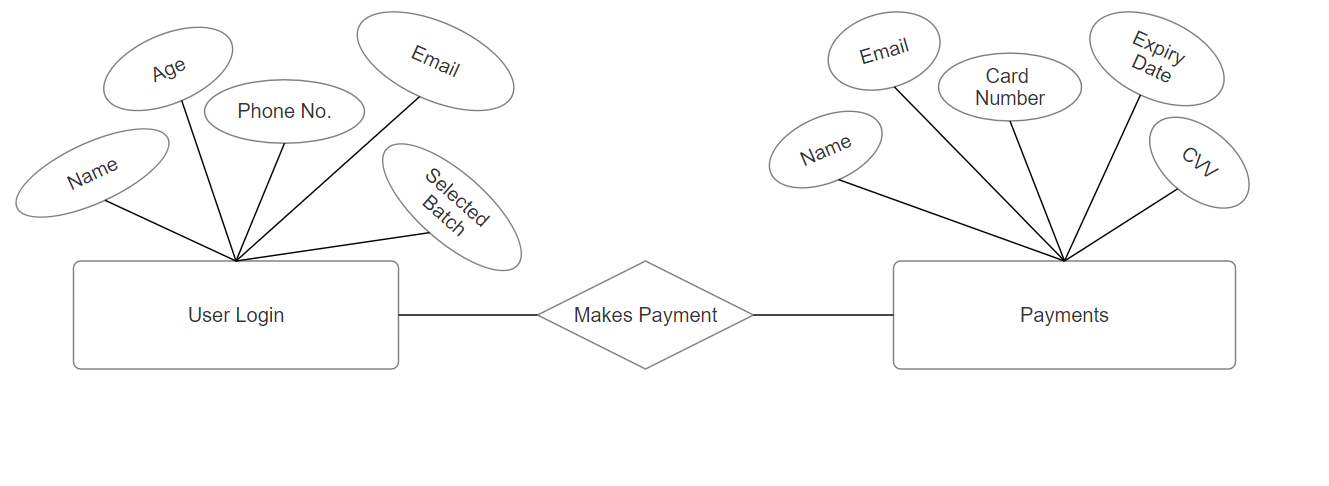 Age
Email
Phone No.
Name
Selected
Batch
User Login
Makes Payment
Email
Expiry
Date
Card
Number
Name
CVV
Payments